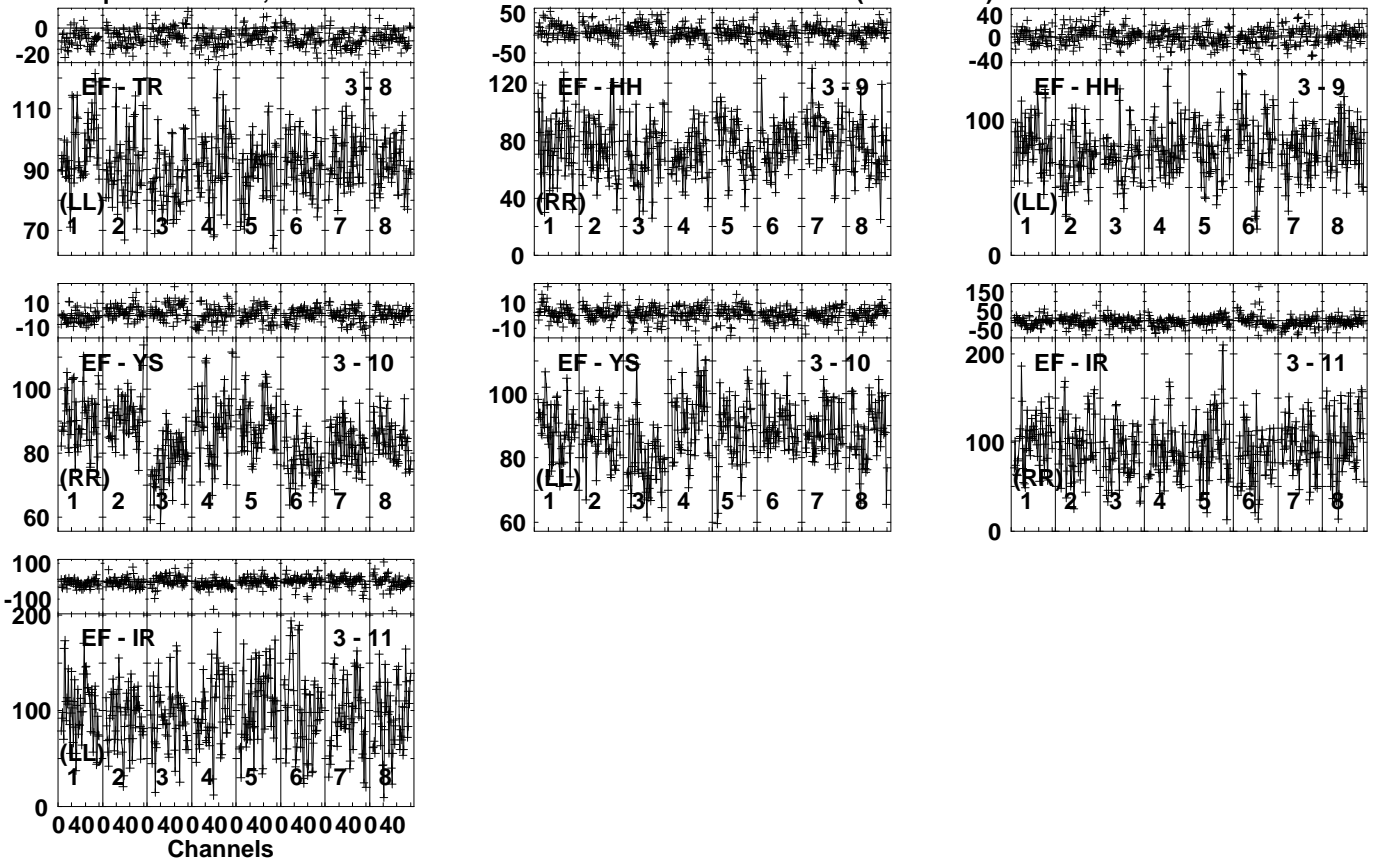 0
-20
EF - TR 3 - 8
110
90
70
(LL)
1 2 3 4 5 6 7 8
50
-50
EF - HH 3 - 9
120
80
40
0
(RR)
1 2 3 4 5 6 7 8
40
0
-40
EF - HH 3 - 9
100
0
(LL)
1 2 3 4 5 6 7 8
10
-10
EF - YS 3 - 10
100
80
60
(RR)
1 2 3 4 5 6 7 8
10
-10
EF - YS 3 - 10
100
80
60
(LL)
1 2 3 4 5 6 7 8
150
50
-50
EF - IR 3 - 11
200
100
0
(RR)
1 2 3 4 5 6 7 8
100
-100
200
EF - IR 3 - 11
100
0
(LL)
1 2 3 4 5 6 7 8
0 40 0 40 0 40 0 40 0 40 0 40 0 40 0 40
Channels